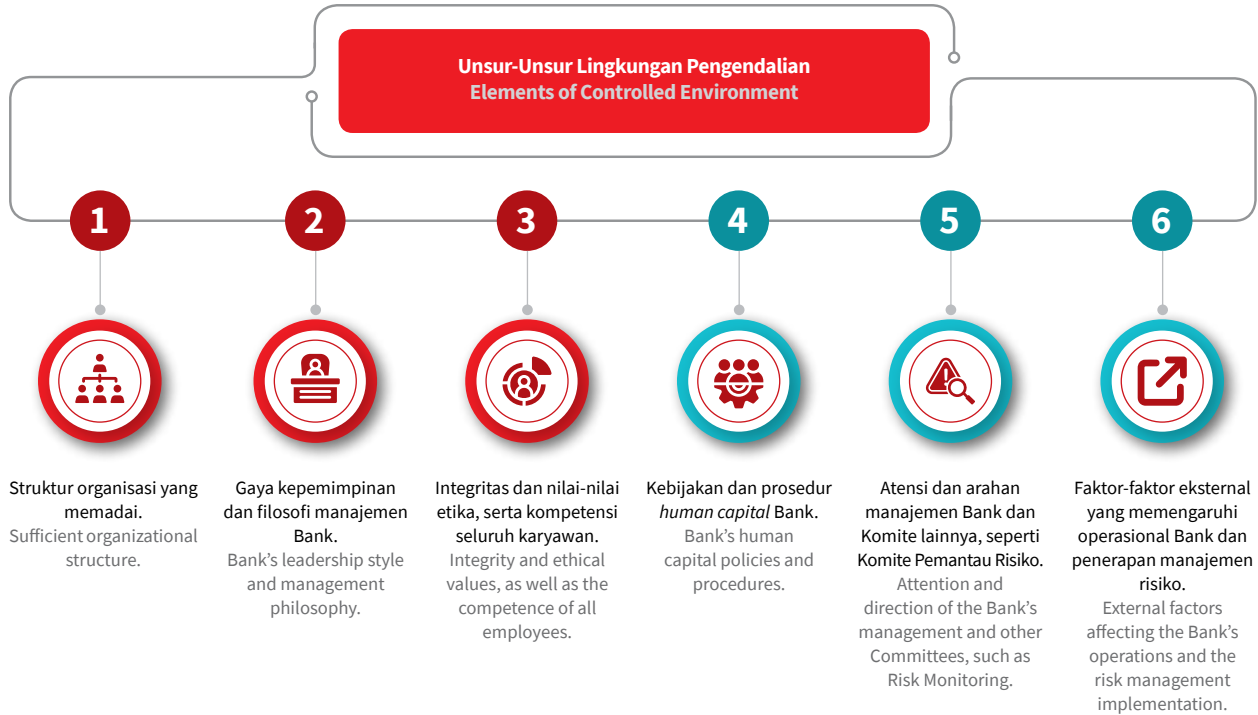 Unsur-Unsur Lingkungan Pengendalian
Elements of Controlled Environment
1
2
3
4
5
6
Struktur organisasi yang
memadai.
Sufficient organizational
structure.
Gaya kepemimpinan
dan filosofi manajemen
Bank.
Bank’s leadership style
and management
philosophy.
Integritas dan nilai-nilai
etika, serta kompetensi
seluruh karyawan.
Integrity and ethical
values, as well as the
competence of all
employees.
Kebijakan dan prosedur
human capital Bank.
Bank’s human
capital policies and
procedures.
Atensi dan arahan
manajemen Bank dan
Komite lainnya, seperti
Komite Pemantau Risiko.
Attention and
direction of the Bank’s
management and other
Committees, such as
Risk Monitoring.
Faktor-faktor eksternal
yang memengaruhi
operasional Bank dan
penerapan manajemen
risiko.
External factors
affecting the Bank’s
operations and the
risk management
implementation.